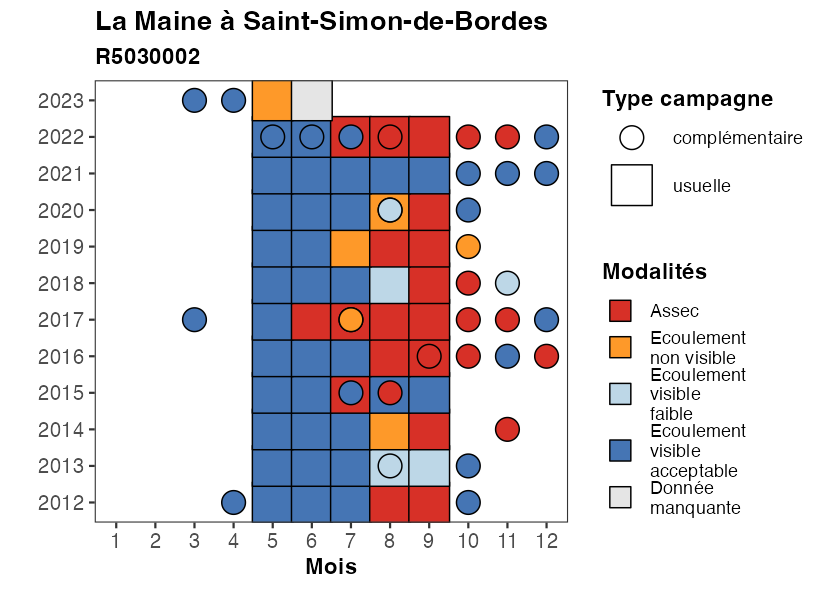 La Maine à Saint-Simon-de-Bordes
R5030002
2023
2022
2021
2020
2019
2018
2017
2016
2015
2014
2013
2012
1 2 3 4 5 6 7 8 9 10 11 12
Mois
Type campagne
complémentaire
usuelle
Modalités
Assec
Ecoulement
non visible
Ecoulement
visible
faible
Ecoulement
visible
acceptable
Donnée
manquante